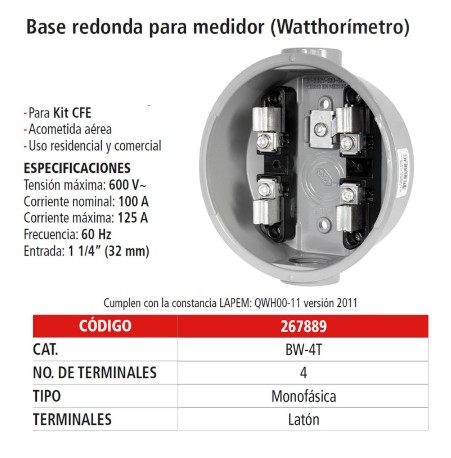 Base redonda para medidor (Watthorímetro)
- Para Kit CFE
- Acometida aérea
- Uso residencial y comercial
ESPECIFICACIONES
Tensión máxima: 600 V~
Corriente nominal: 100 A
Corriente máxima: 125 A
Frecuencia: 60 Hz
Entrada: 1 1/4” (32 mm)
Cumplen con la constancia LAPEM: QWH00-11 versión 2011
CÓDIGO 267889
CAT. BW-4T
NO. DE TERMINALES 4
TIPO Monofásica
TERMINALES Latón